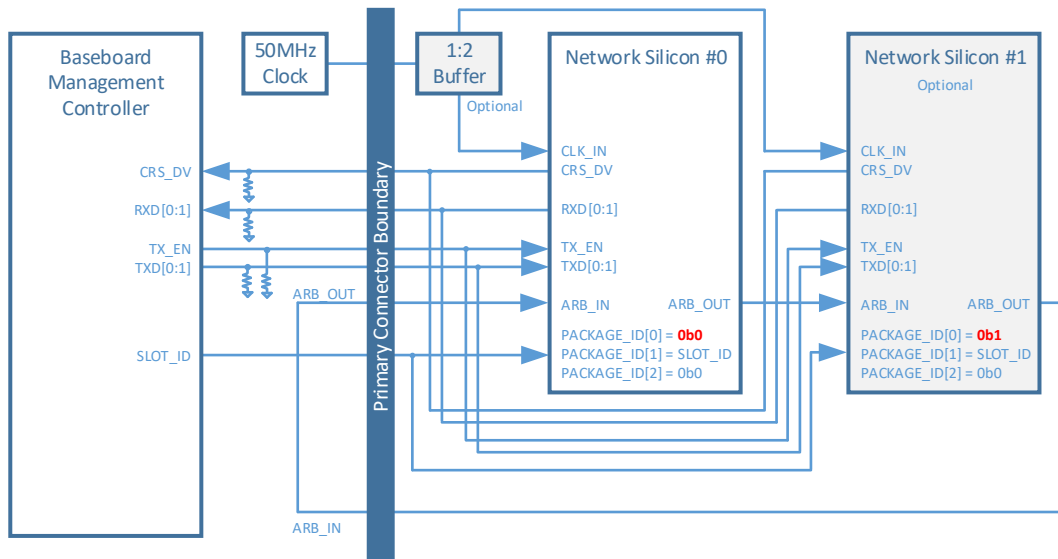 Baseboard
Management
Controller
CRS_DV
RXD[0:1]
TX_EN
TXD[0:1]
SLOT_ID
50MHz
Clock
Primary Connector Boundary
1:2
Buffer
Optional
ARB_OUT
ARB_IN
Network Silicon #0
CLK_IN
CRS_DV
RXD[0:1]
TX_EN
TXD[0:1]
ARB_IN ARB_OUT
PACKAGE_ID[0] = 0b0
PACKAGE_ID[1] = SLOT_ID
PACKAGE_ID[2] = 0b0
Network Silicon #1
Optional
CLK_IN
CRS_DV
RXD[0:1]
TX_EN
TXD[0:1]
ARB_IN ARB_OUT
PACKAGE_ID[0] = 0b1
PACKAGE_ID[1] = SLOT_ID
PACKAGE_ID[2] = 0b0